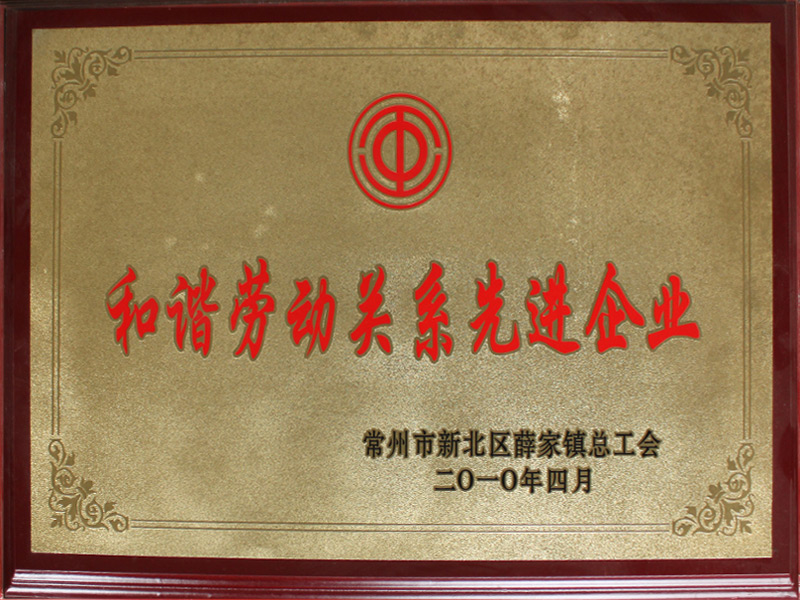 和谐劳动关系先进企业
常州市新北区薛家镇总工会
二〇一〇年四月